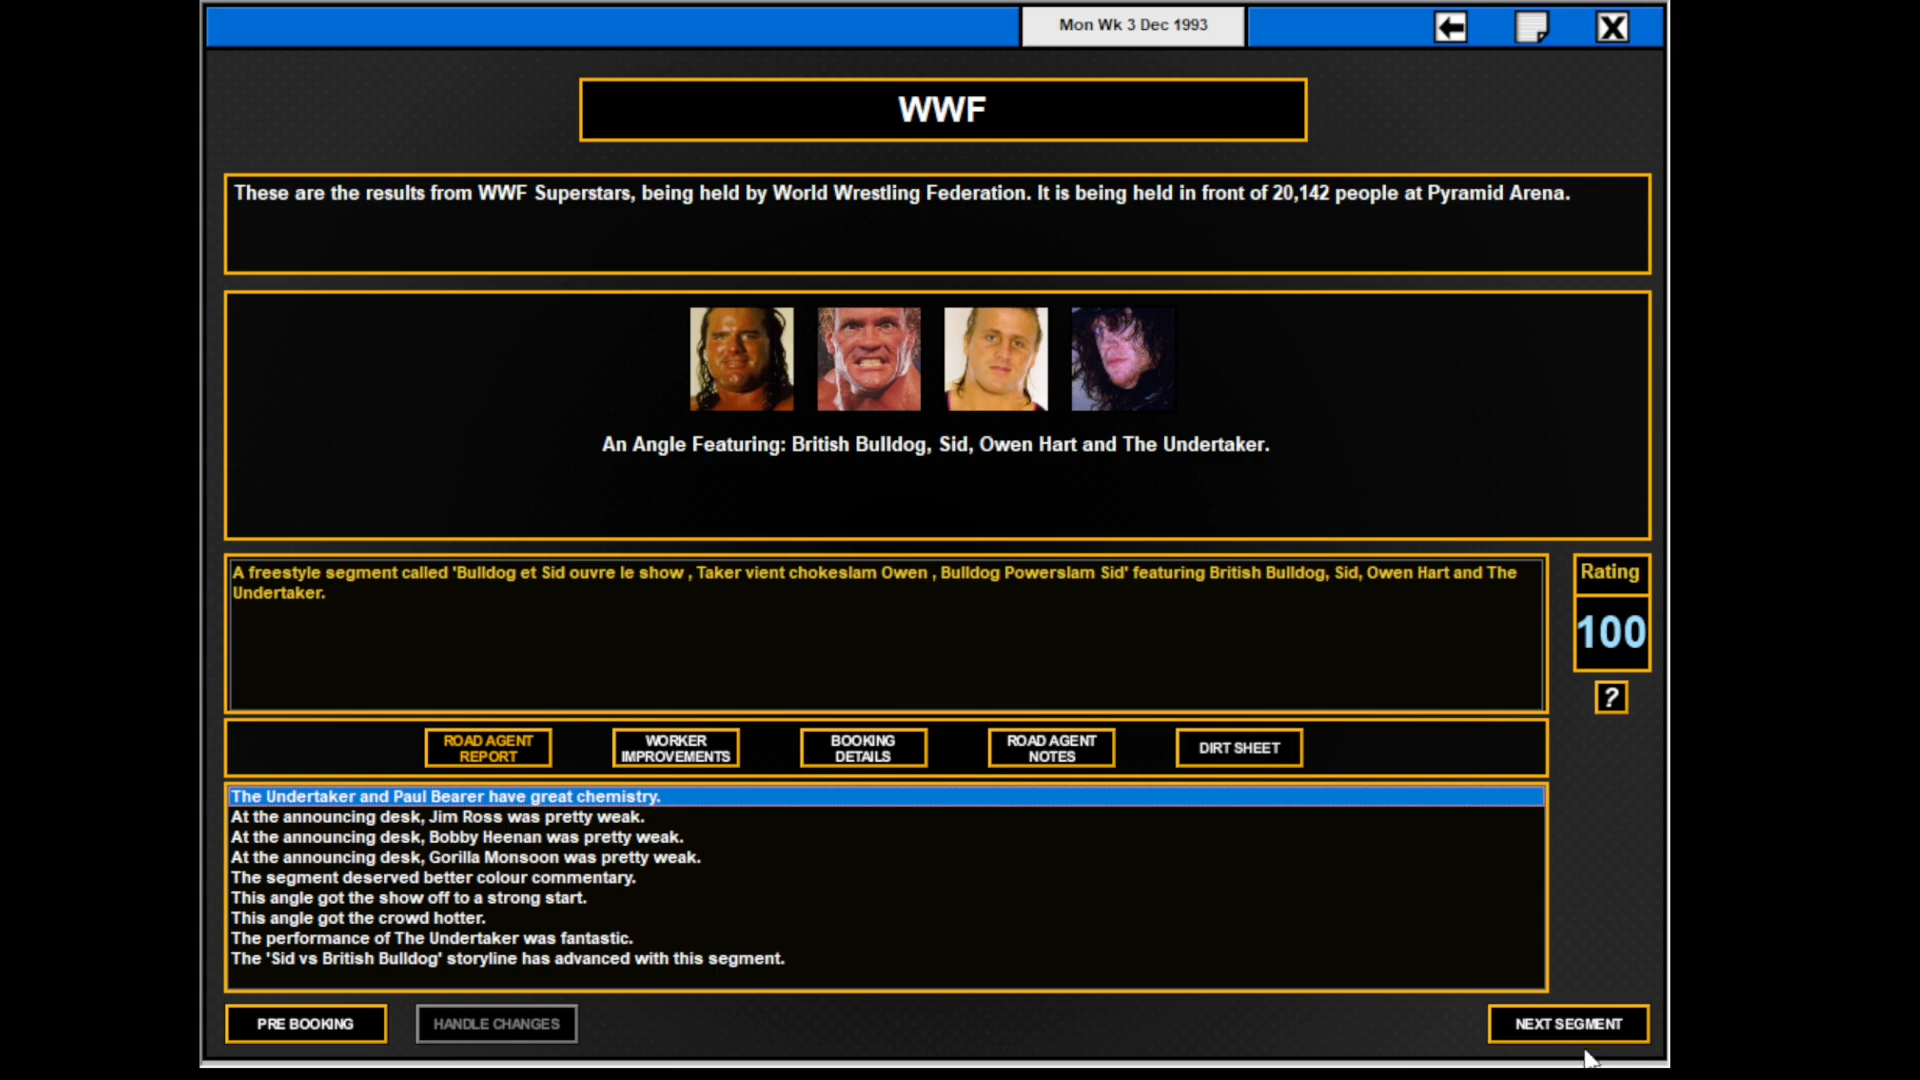 Mon Wk 3 Dec 1993
WWF
These are the results from WWF Superstars, being held by World Wrestling Federation. It is being held in front of 20,142 people at Pyramid Arena.
An Angle Featuring: British Bulldog, Sid, Owen Hart and The Undertaker.
A freestyle segment called 'Bulldog et Sid ouvre le show , Taker vient chokeslam Owen , Bulldog Powerslam Sid' featuring British Bulldog, Sid, Owen Hart and The
Undertaker.
Rating
100
?
ROAD AGENT
REPORT
WORKER
IMPROVEMENTS
BOOKING
DETAILS
ROAD AGENT
NOTES
DIRT SHEET
The Undertaker and Paul Bearer have great chemistry.
At the announcing desk, Jim Ross was pretty weak.
At the announcing desk, Bobby Heenan was pretty weak.
At the announcing desk, Gorilla Monsoon was pretty weak.
The segment deserved better colour commentary.
This angle got the show off to a strong start.
This angle got the crowd hotter.
The performance of The Undertaker was fantastic.
The 'Sid vs British Bulldog' storyline has advanced with this segment.
PRE BOOKING
HANDLE CHANGES
NEXT SEGMENT